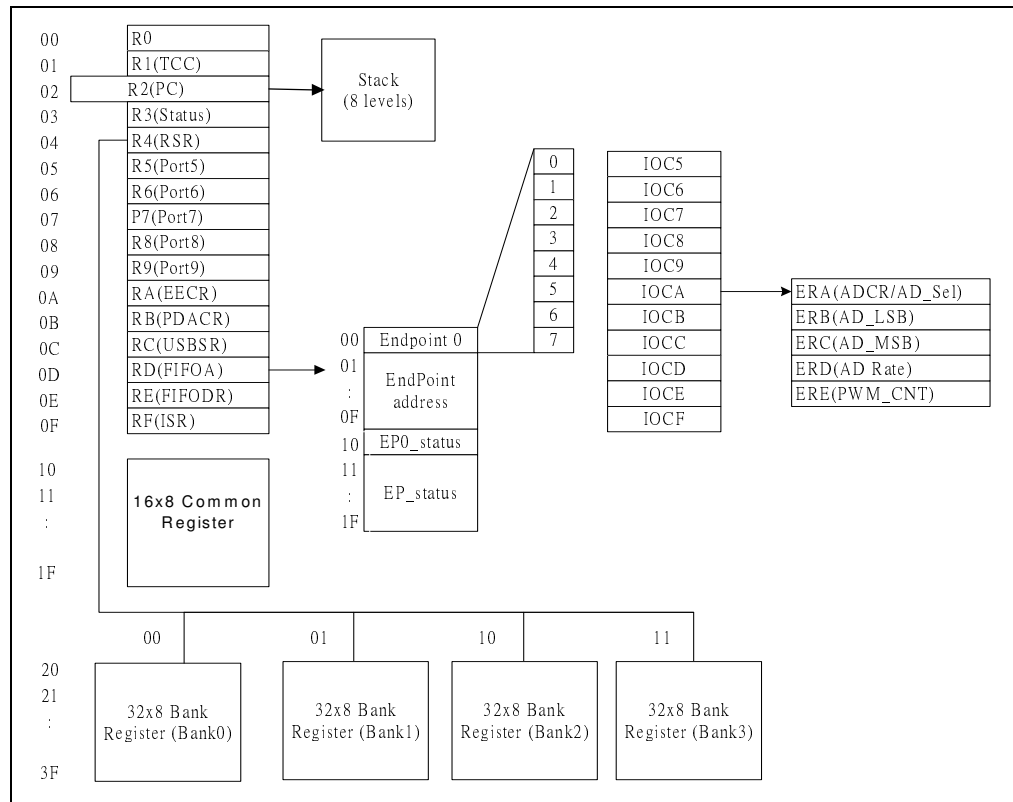 00
R0
01
R1(TCC)
02
R2(PC)
03
R3(Status)
04
R4(RSR)
05
R5(Port5)
06
R6(Port6)
07
P7(Port7)
08
R8(Port8)
09
R9(Port9)
0A
RA(EECR)
0B
RB(PDACR)
0C
RC(USBSR)
0D
RD(FIFOA)
0E
RE(FIFODR)
0F
RF(ISR)
10
11
:
1F
16x8 Common
Register
Stack
(8 levels)
00
Endpoint 0
01
:
0F
EndPoint
address
10
EP0_status
11
:
1F
EP_status
0
1
2
3
4
5
6
7
IOC5
IOC6
IOC7
IOC8
IOC9
IOCA
IOCB
IOCC
IOCD
IOCE
IOCF
ERA(ADCR/AD_Sel)
ERB(AD_LSB)
ERC(AD_MSB)
ERD(AD Rate)
ERE(PWM_CNT)
00
01
10
11
20
21
:
3F
32x8 Bank
Register (Bank0)
32x8 Bank
Register (Bank1)
32x8 Bank
Register (Bank2)
32x8 Bank
Register (Bank3)